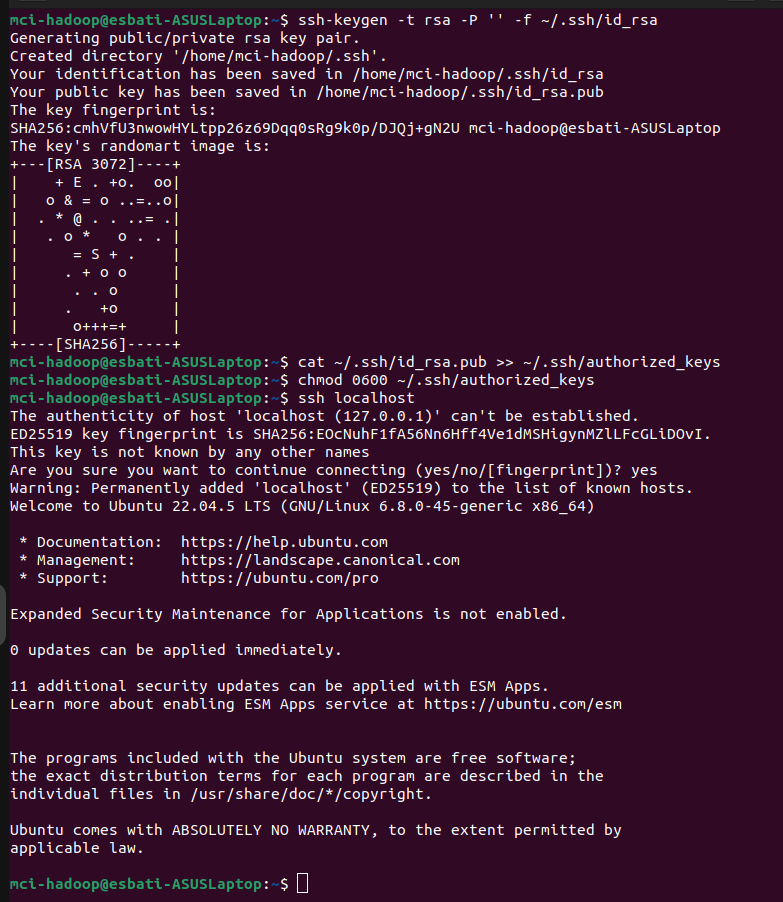 mci-hadoop@esbati-ASUSLaptop:~$ ssh-keygen -t rsa -P '' -f ~/.ssh/id_rsa
Generating public/private rsa key pair.
Created directory '/home/mci-hadoop/.ssh'.
Your identification has been saved in /home/mci-hadoop/.ssh/id_rsa
Your public key has been saved in /home/mci-hadoop/.ssh/id_rsa.pub
The key fingerprint is:
SHA256:cmhVfU3nwowHYLtpp26z69Dqq0sRg9k0p/DJQj+gN2U mci-hadoop@esbati-ASUSLaptop
The key's randomart image is:
+---[RSA 3072]----+
|    + E . +o.  oo|
|   o & = o ..=..o|
|  . * @ . . ..= .|
|   . o *   o . . |
|      = S + .    |
|     . + o o     |
|      . . o      |
|     .   +o      |
|      o+++=+     |
+----[SHA256]-----+
mci-hadoop@esbati-ASUSLaptop:~$ cat ~/.ssh/id_rsa.pub >> ~/.ssh/authorized_keys
mci-hadoop@esbati-ASUSLaptop:~$ chmod 0600 ~/.ssh/authorized_keys
mci-hadoop@esbati-ASUSLaptop:~$ ssh localhost
The authenticity of host 'localhost (127.0.0.1)' can't be established.
ED25519 key fingerprint is SHA256:EOcNuhF1fA56Nn6Hff4Ve1dMSHigynMZlLFcGLiDOvI.
This key is not known by any other names
Are you sure you want to continue connecting (yes/no/[fingerprint])? yes
Warning: Permanently added 'localhost' (ED25519) to the list of known hosts.
Welcome to Ubuntu 22.04.5 LTS (GNU/Linux 6.8.0-45-generic x86_64)
 * Documentation:  https://help.ubuntu.com
 * Management:     https://landscape.canonical.com
 * Support:        https://ubuntu.com/pro
Expanded Security Maintenance for Applications is not enabled.
0 updates can be applied immediately.
11 additional security updates can be applied with ESM Apps.
Learn more about enabling ESM Apps service at https://ubuntu.com/esm
The programs included with the Ubuntu system are free software;
the exact distribution terms for each program are described in the
individual files in /usr/share/doc/*/copyright.
Ubuntu comes with ABSOLUTELY NO WARRANTY, to the extent permitted by
applicable law.
mci-hadoop@esbati-ASUSLaptop:~$